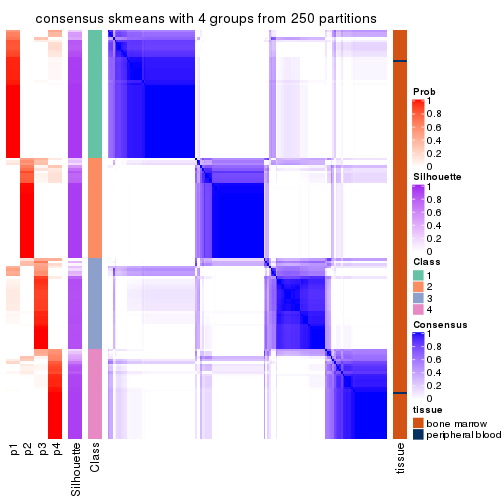 consensus skmeans with 4 groups from 250 partitions
Prob
1
0.8
0.6
0.4
0.2
0
Silhouette
1
0.8
0.6
0.4
0.2
0
Class
1
2
3
4
Consensus
1
0.8
0.6
0.4
0.2
0
tissue
bone marrow
peripheral blood
p1
p2
p3
p4
Silhouette
Class
tissue